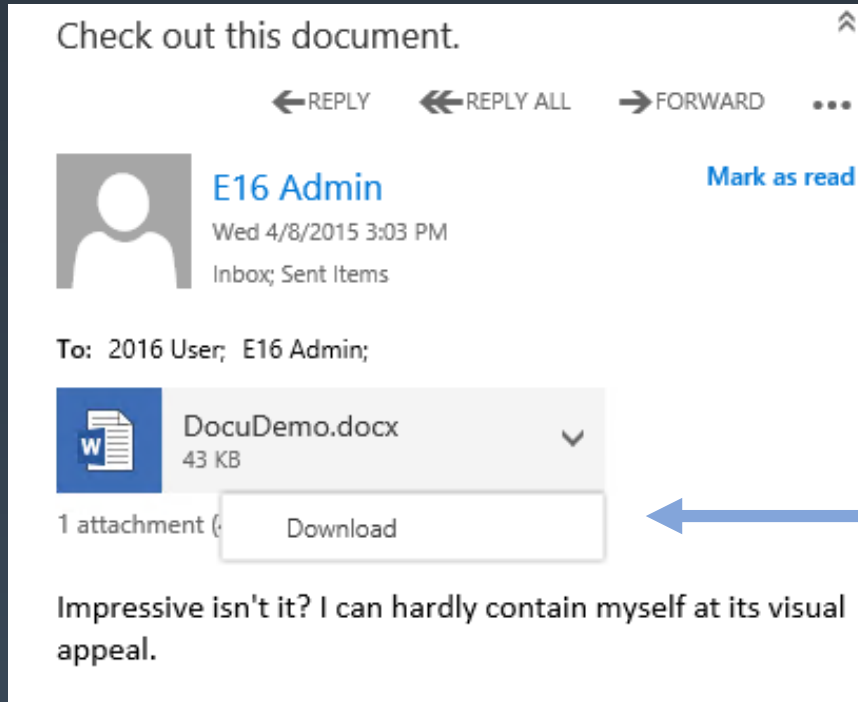 Check out this document.
REPLY REPLY ALL FORWARD
E16 Admin
Mark as read
Wed 4/8/2015 3:03 PM
Inbox; Sent Items
To: 2016 User; E16 Admin;
W
DocuDemo.docx
43 KB
1 attachment (
Download
Impressive isn't it? I can hardly contain myself at its visual
appeal.